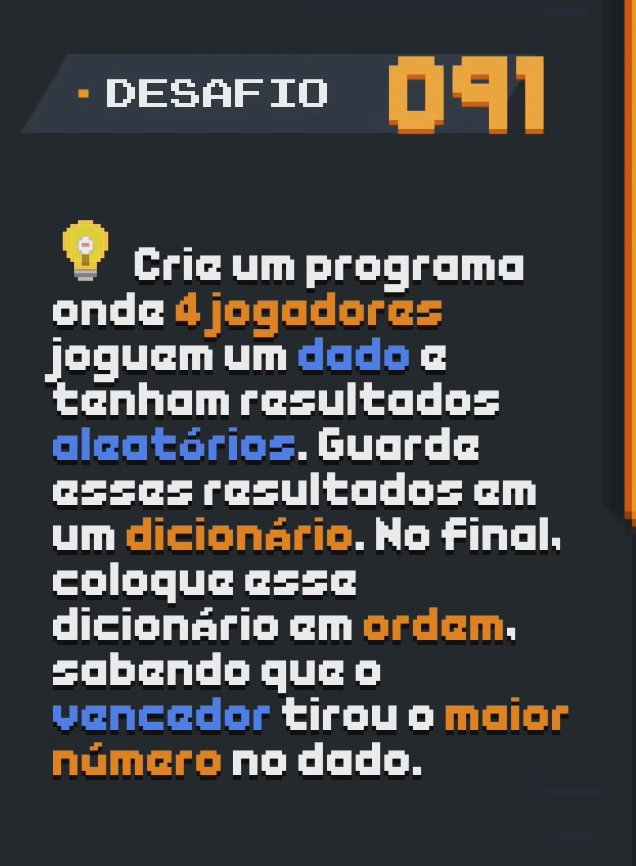 DESAFIO 091
Crie um programa
onde 4 jogadores
joguem um dado e
tenham resultados
aleatórios. Guarde
esses resultados em
um dicionário. No final,
coloque esse
dicionário em ordem,
sabendo que o
vencedor tirou o maior
número no dado.